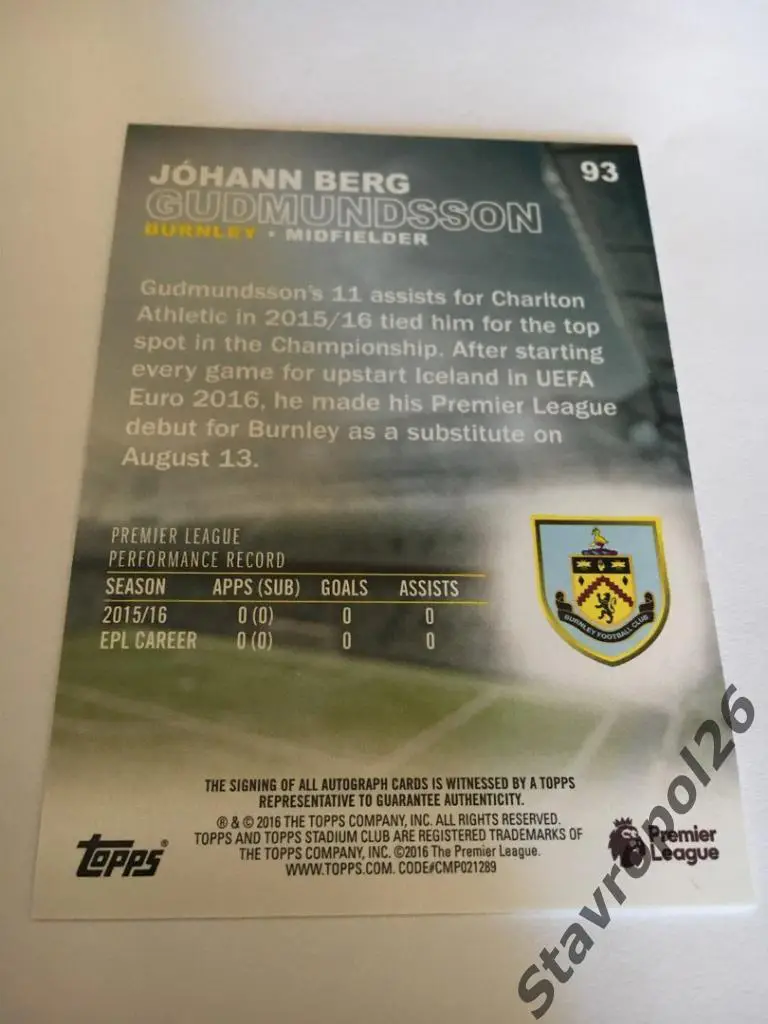 93
JÓHANN BERG
GUDMUNDSSON
BURNLEY • MIDFIELDER
Gudmundsson's 11 assists for Charlton
Athletic in 2015/16 tied him for the top
spot in the Championship. After starting
every game for upstart Iceland in UEFA
Euro 2016, he made his Premier League
debut for Burnley as a substitute on
August 13.
PREMIER LEAGUE
PERFORMANCE RECORD
SEASON APPS (SUB) GOALS ASSISTS
2015/16 0 (0) 0 0
EPL CAREER 0 (0) 0 0
BURNLEY FOOTBALL CLUB
THE SIGNING OF ALL AUTOGRAPH CARDS IS WITNESSED BY A TOPPS
REPRESENTATIVE TO GUARANTEE AUTHENTICITY.
® & © 2016 THE TOPPS COMPANY, INC. ALL RIGHTS RESERVED.
TOPPS AND TOPPS STADIUM CLUB ARE REGISTERED TRADEMARKS OF
THE TOPPS COMPANY, INC. ©2016 The Premier League.
WWW.TOPPS.COM. CODE#CMP021289
Topps®
Premier
League
Stavropol26